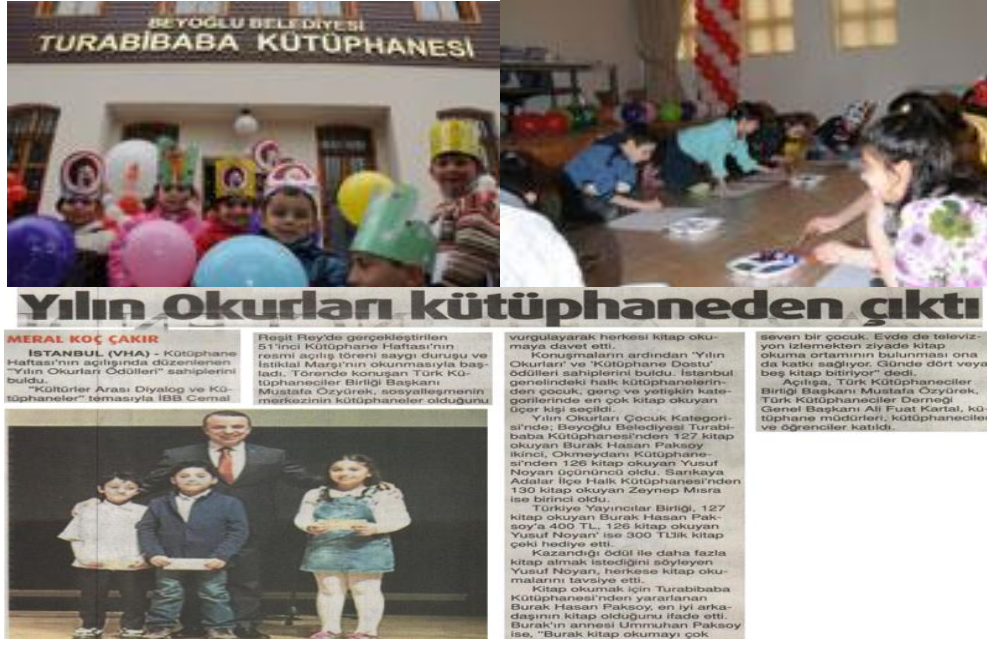 BEYOĞLU BELEDİYESİ
TURABİBABA KÜTÜPHANESİ
Yılın Okurları kütüphaneden çıktı
MERAL KOÇ ÇAKIR
İSTANBUL (VHA) - Kütüphane
Haftası'nın açılışında düzenlenen
"Yılın Okurları Ödülleri" sahiplerini
buldu.
"Kültürler Arası Diyalog ve Kü-
tüphaneler" temasıyla İBB Cemal
Reşit Rey'de gerçekleştirilen
51'inci Kütüphane Haftası'nın
resmi açılış töreni saygı duruşu ve
İstiklal Marşı'nın okunmasıyla baş-
ladı. Törende konuşan Türk Kü-
tüphaneciler Birliği Başkanı
Mustafa Özyürek, sosyalleşmenin
merkezinin kütüphaneler olduğunu
vurgulayarak herkesi kitap oku-
maya davet etti.
Konuşmaların ardından 'Yılın
Okurları' ve 'Kütüphane Dostu'
ödülleri sahiplerini buldu. İstanbul
genelindeki halk kütüphanelerin-
den çocuk, genç ve yetişkin kate-
gorilerinde en çok kitap okuyan
üçer kişi seçildi.
Yılın Okurları Çocuk Kategori-
si'nde; Beyoğlu Belediyesi Turabi-
baba Kütüphanesi'nden 127 kitap
okuyan Burak Hasan Paksoy
ikinci, Okmeydanı Kütüphane-
si'nden 126 kitap okuyan Yusuf
Noyan üçüncü oldu. Sarıkaya
Adalar İlçe Halk Kütüphanesi'nden
130 kitap okuyan Zeynep Mısra
ise birinci oldu.
Türkiye Yayıncılar Birliği, 127
kitap okuyan Burak Hasan Pak-
soy'a 400 TL, 126 kitap okuyan
Yusuf Noyan' ise 300 TL'lik kitap
çeki hediye etti.
Kazandığı ödül ile daha fazla
kitap almak istediğini söyleyen
Yusuf Noyan, herkese kitap oku-
malarını tavsiye etti.
Kitap okumak için Turabibaba
Kütüphanesi'nden yararlanan
Burak Hasan Paksoy, en iyi arka-
daşının kitap olduğunu ifade etti.
Burak'ın annesi Ummuhan Paksoy
ise, "Burak kitap okumayı çok
seven bir çocuk. Evde de televiz-
yon izlemekten ziyade kitap
okuma ortamının bulunması ona
da katkı sağlıyor. Günde dört veya
beş kitap bitiriyor" dedi.
Açılışa, Türk Kütüphaneciler
Birliği Başkanı Mustafa Özyürek,
Türk Kütüphaneciler Derneği
Genel Başkanı Ali Fuat Kartal, kü-
tüphane müdürleri, kütüphaneciler
ve öğrenciler katıldı.